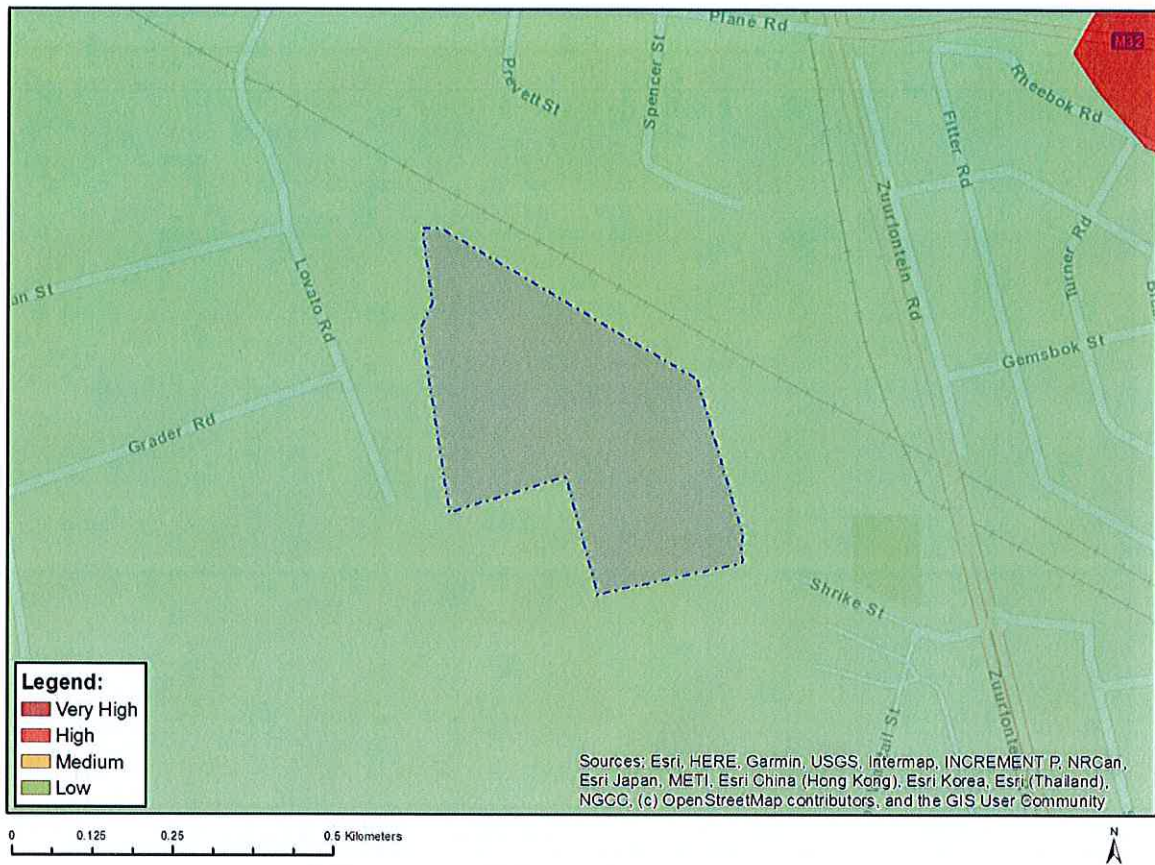 Plane Rd
M32
Prevett St
Spencer St
Rheebok Rd
Fitter Rd
Zuurfontein Rd
Turner Rd
an St
Lovato Rd
Gemsbok St
Grader Rd
Shrike St
Zuurfontein
ail St
Legend:
Very High
High
Medium
Low
Sources: Esri, HERE, Garmin, USGS, Intermap, INCREMENT P, NRCan,
Esri Japan, METI, Esri China (Hong Kong), Esri Korea, Esri (Thailand),
NGCC, (c) OpenStreetMap contributors, and the GIS User Community
0 0.125 0.25 0.5 Kilometers
N